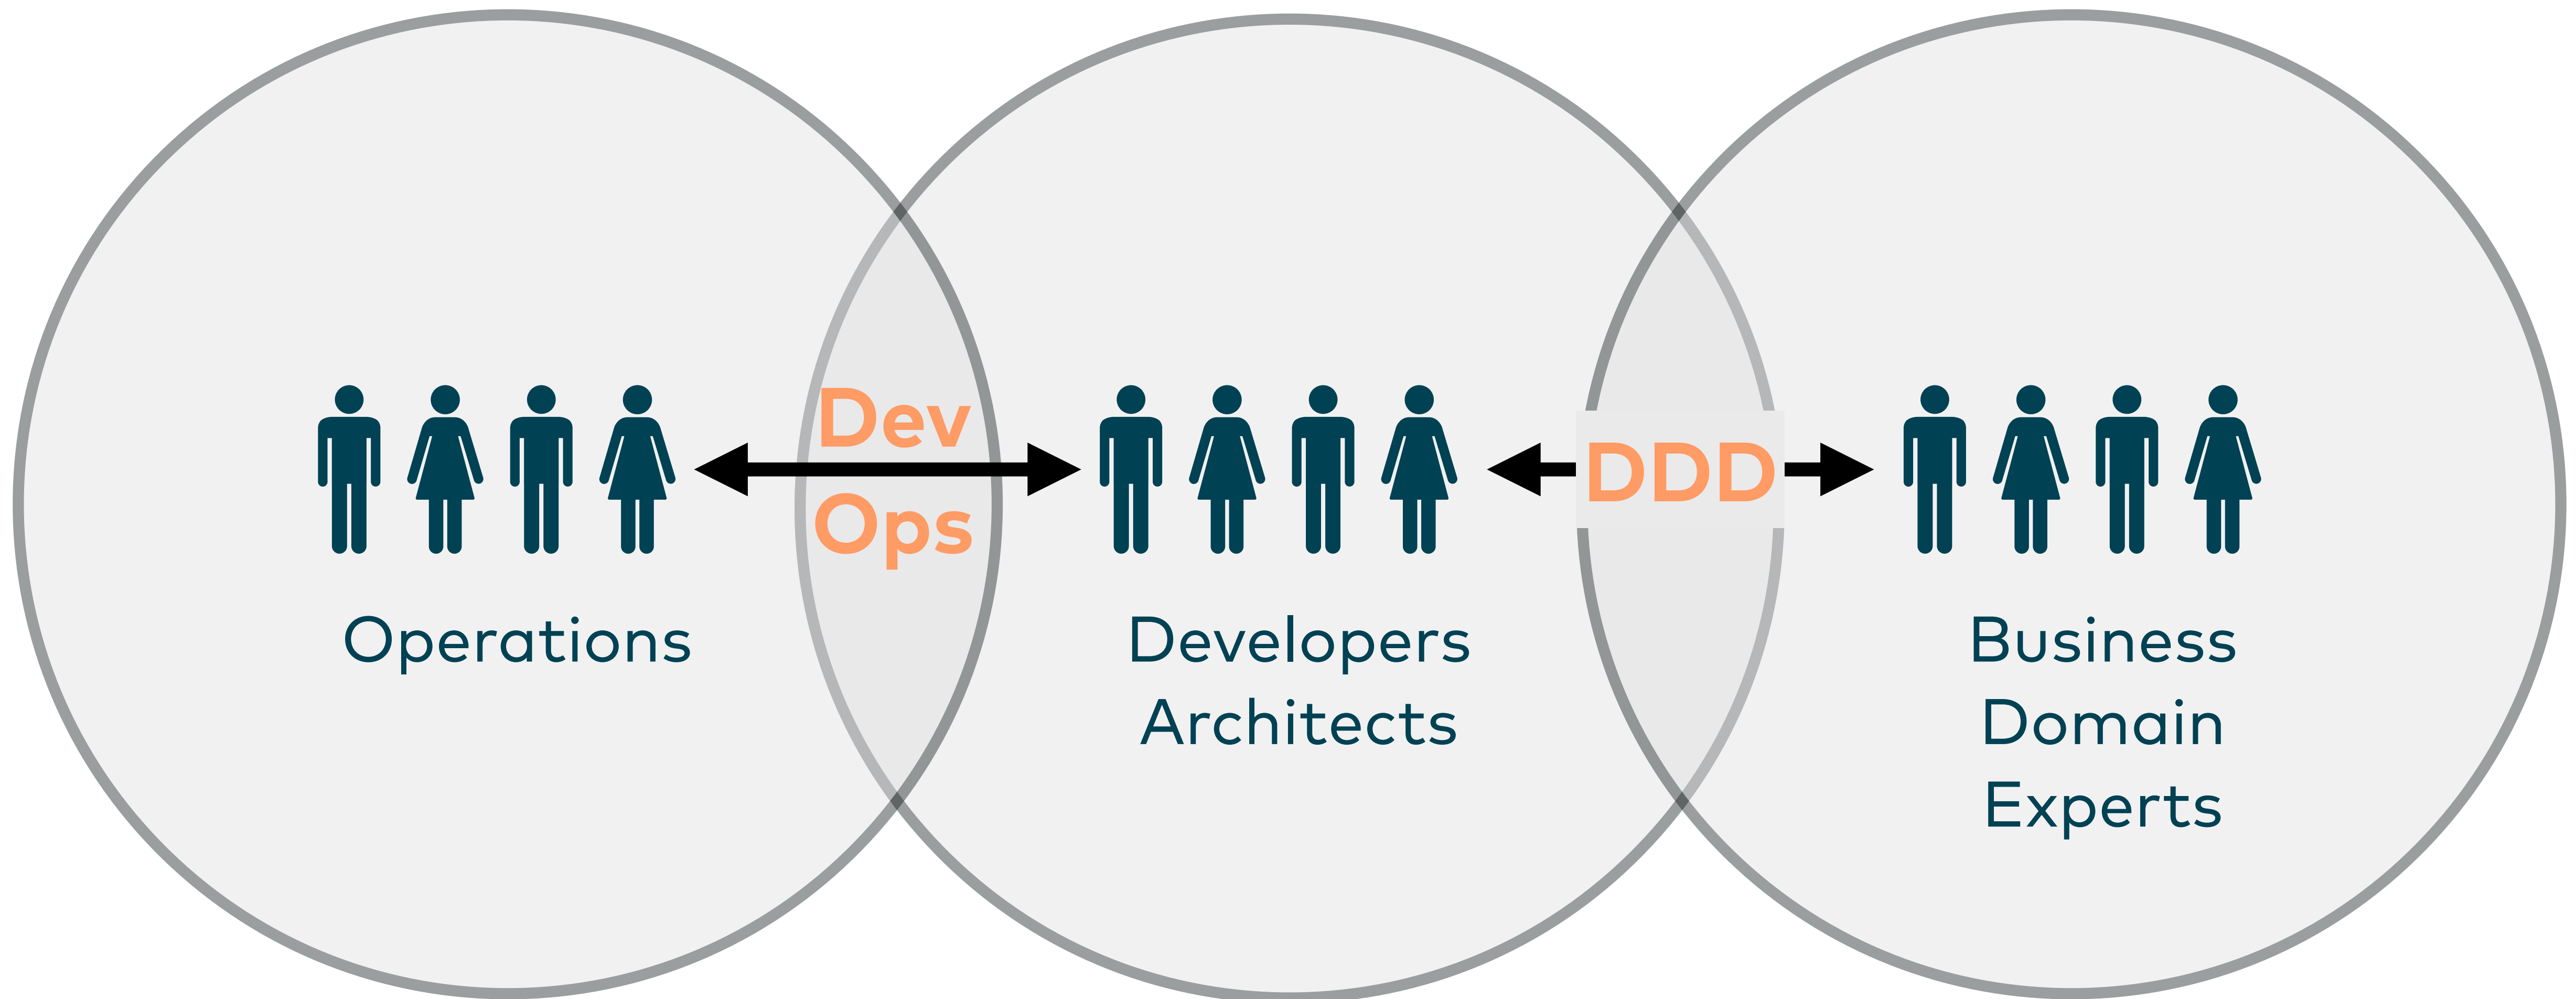 Dev
Ops
DDD
Operations
Developers
Architects
Business
Domain
Experts